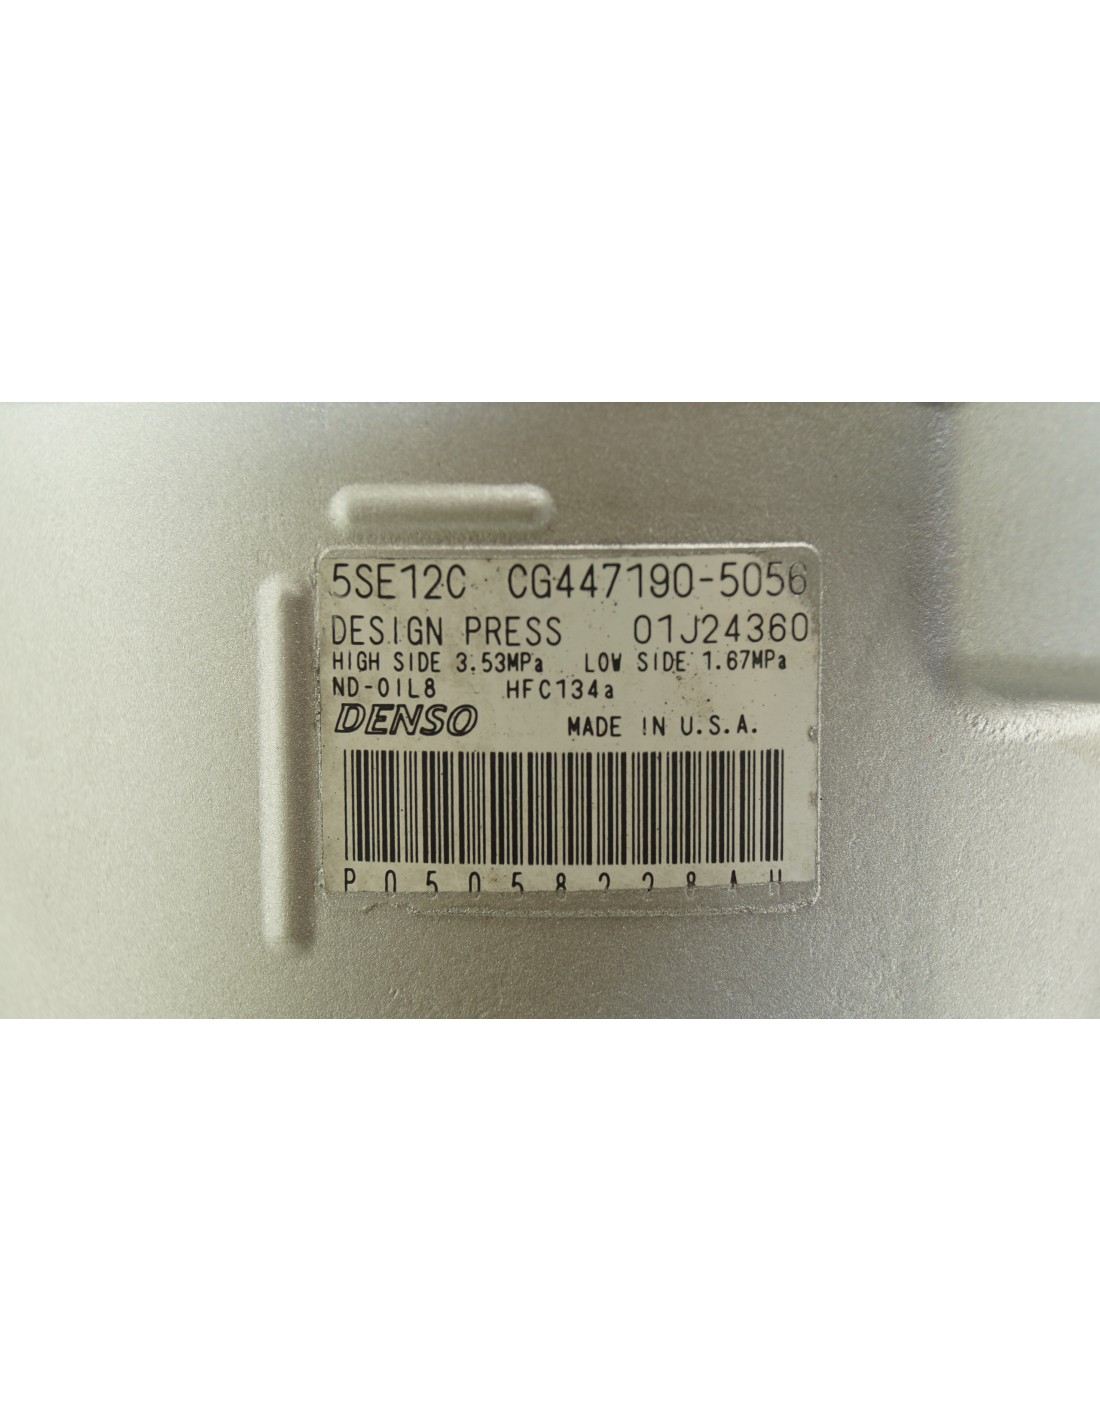 5SE12C CG447190-5056
DESIGN PRESS 01J24360
HIGH SIDE 3.53MPa LOW SIDE 1.67MPa
ND-OIL8 HFC134a
DENSO MADE IN U.S.A.
P05058228AH